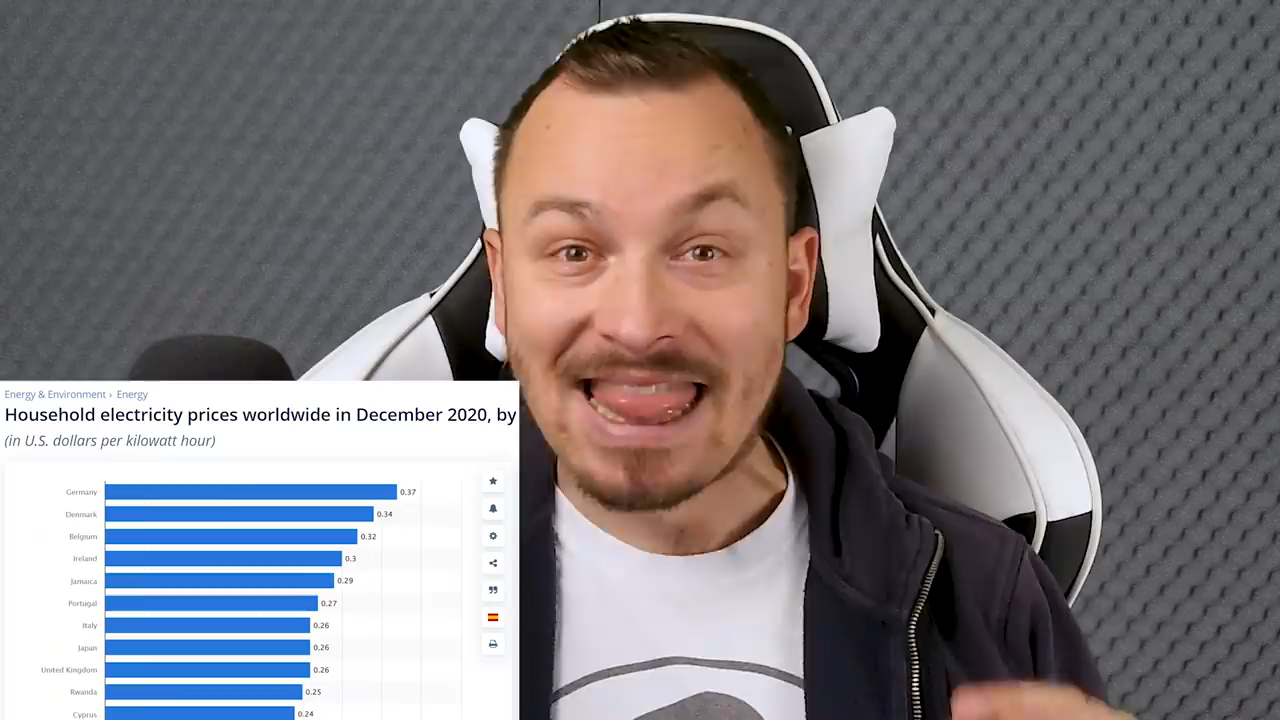 Energy & Environment › Energy
Household electricity prices worldwide in December 2020, by
(in U.S. dollars per kilowatt hour)
Germany 0.37
Denmark 0.34
Belgium 0.32
Ireland 0.3
Jamaica 0.29
Portugal 0.27
Italy 0.26
Japan 0.26
United Kingdom 0.26
Rwanda 0.25
Cyprus 0.24